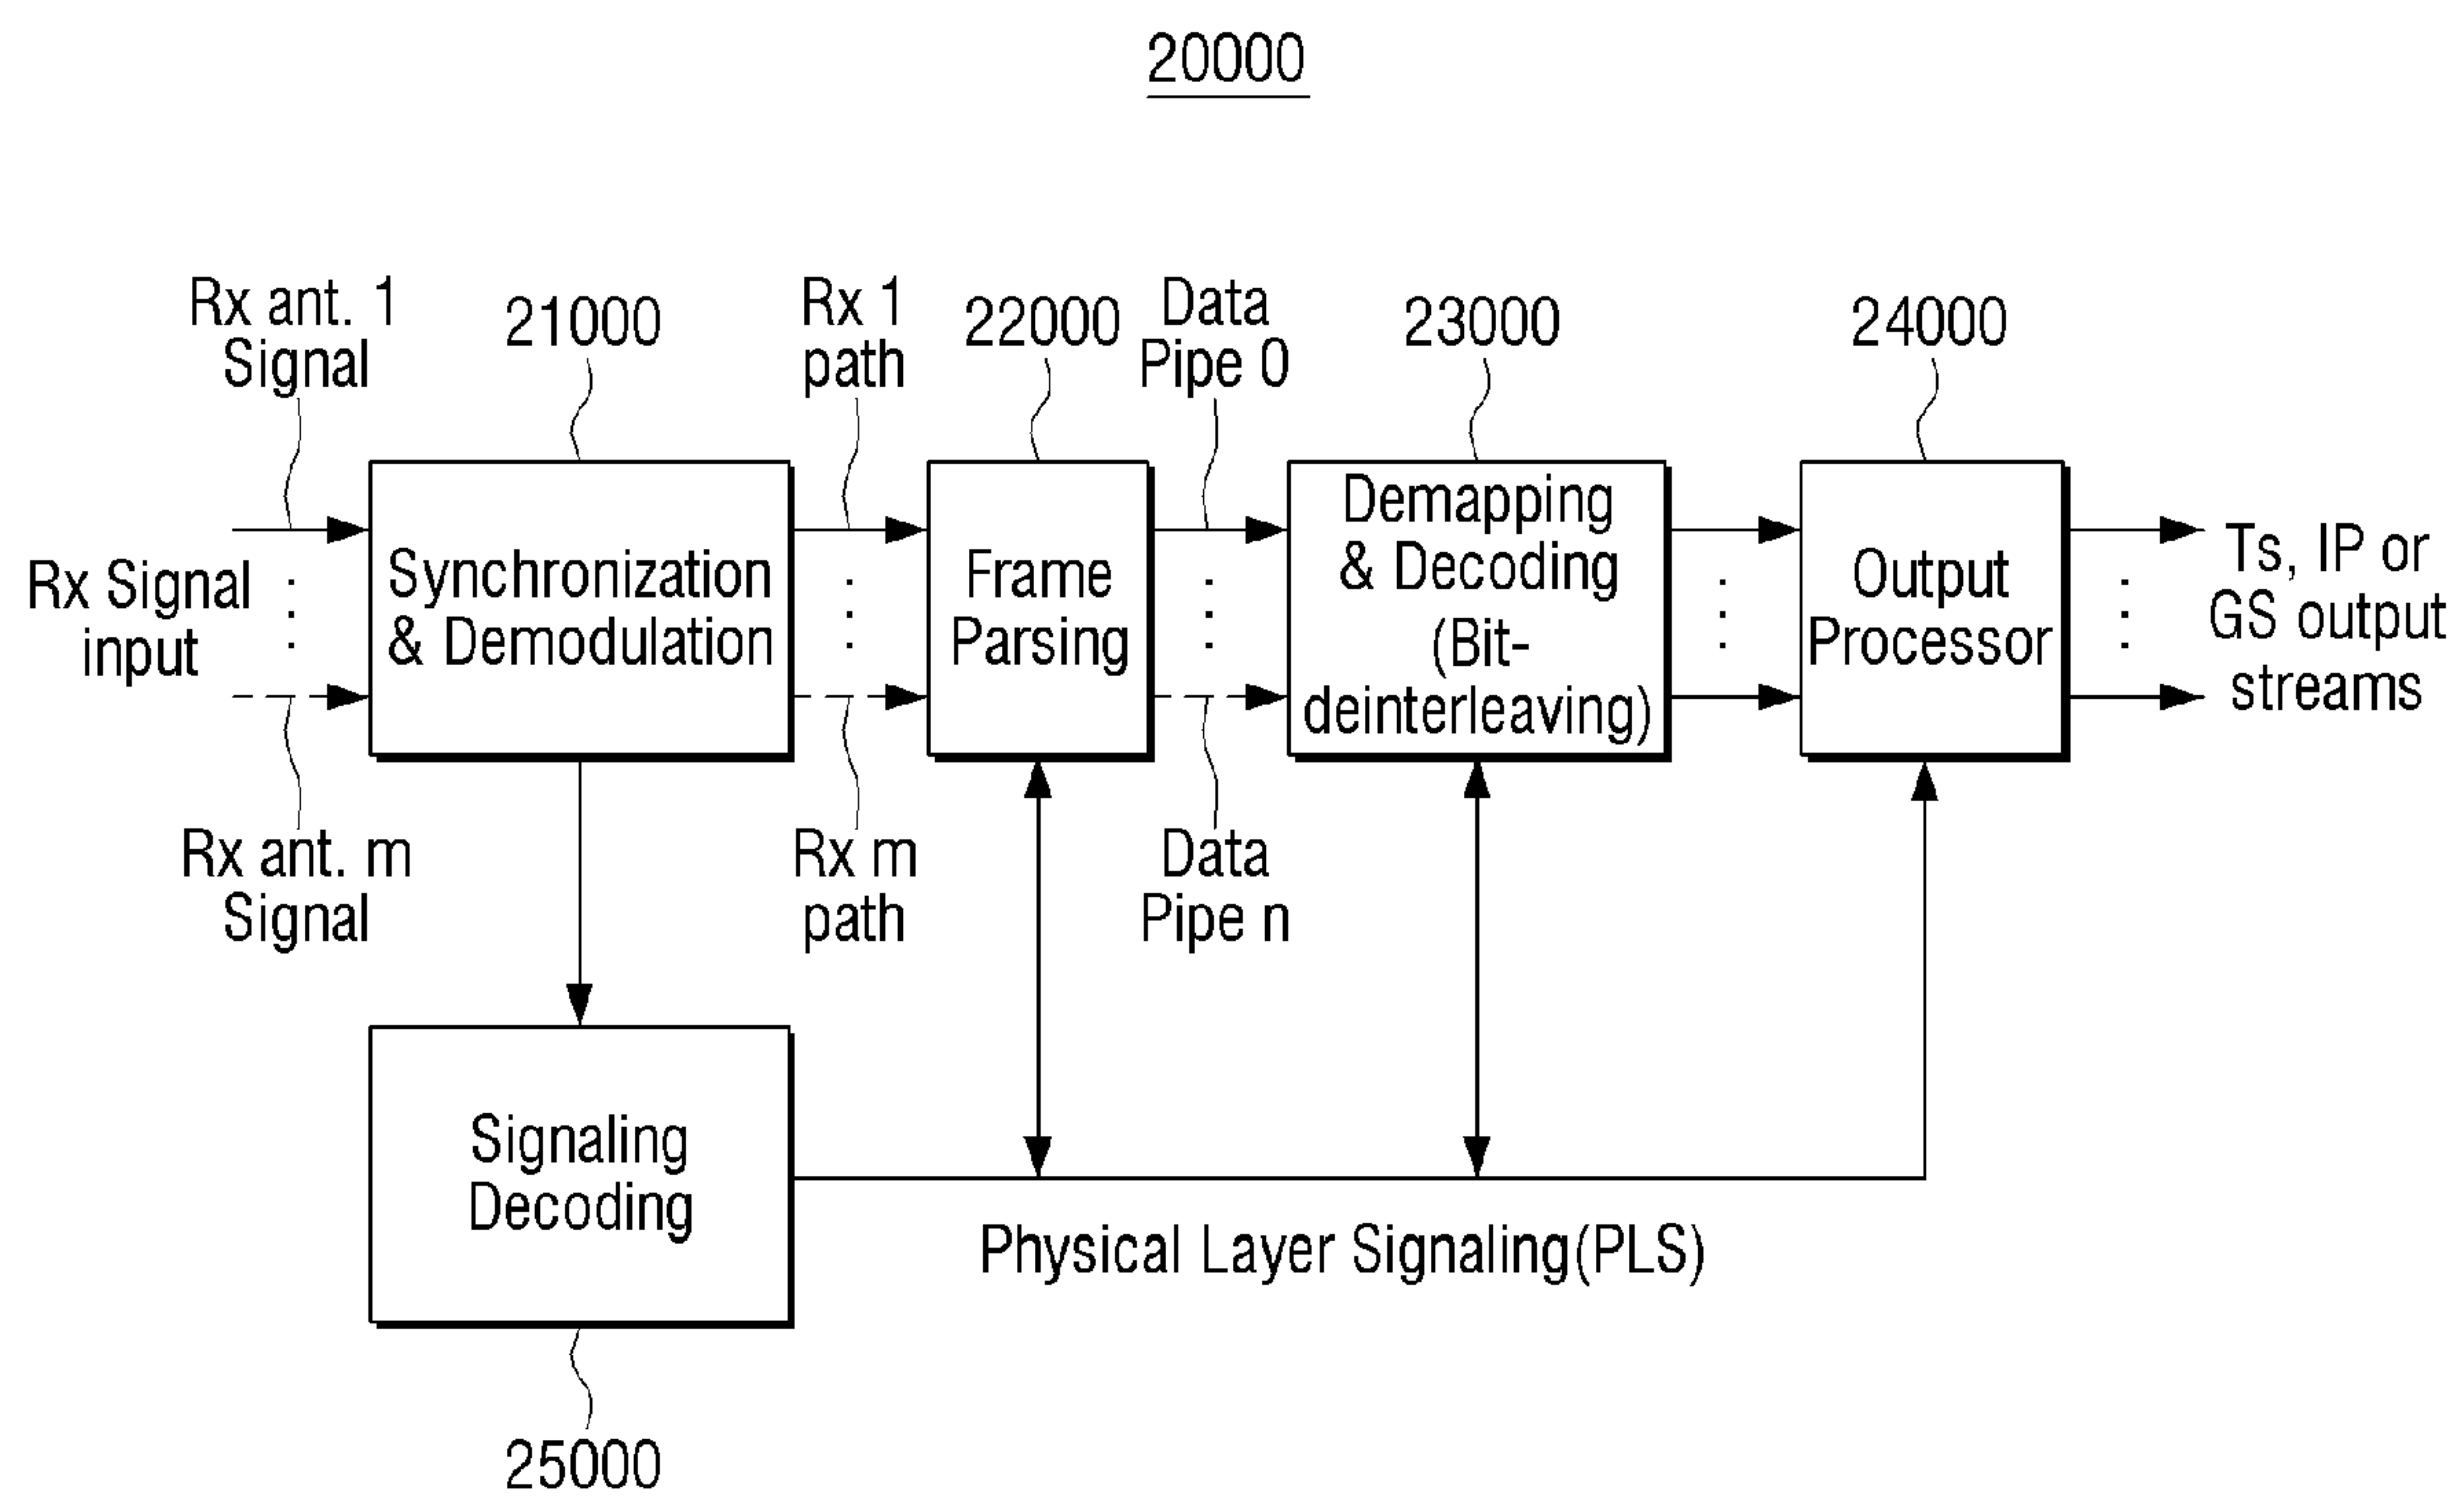 20000
Rx ant. 1
Signal
21000
Rx 1
path
22000
Data
Pipe 0
23000
24000
Rx Signal
input
Synchronization
& Demodulation
Frame
Parsing
Demapping
& Decoding
(Bit-
deinterleaving)
Output
Processor
Ts, IP or
GS output
streams
Rx ant. m
Signal
Rx m
path
Data
Pipe n
Signaling
Decoding
Physical Layer Signaling(PLS)
25000